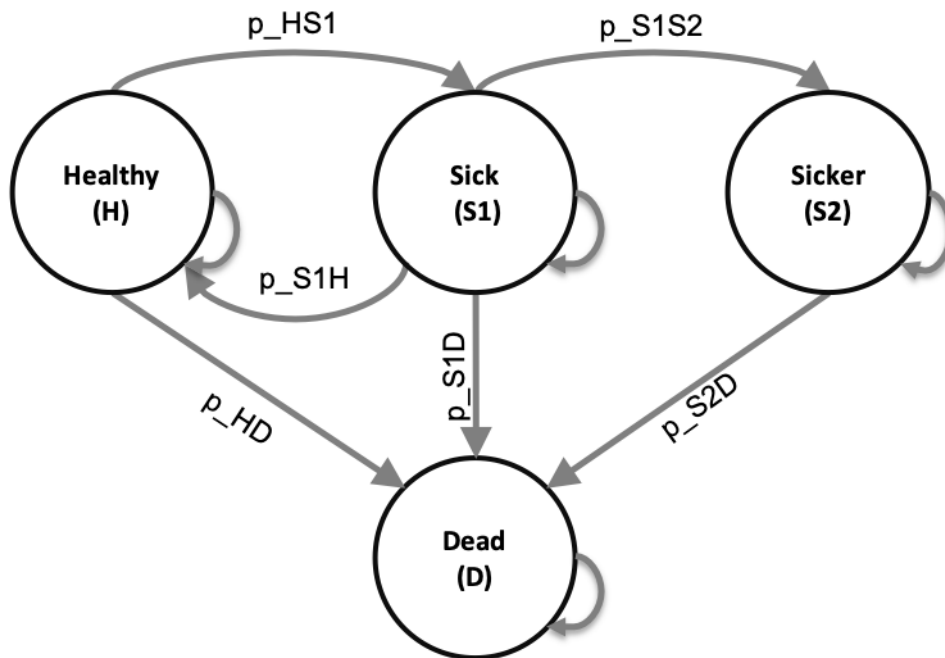 p_HS1
p_S1S2
Healthy
(H)
Sick
(S1)
Sicker
(S2)
p_S1H
p_HD
p_S1D
p_S2D
Dead
(D)